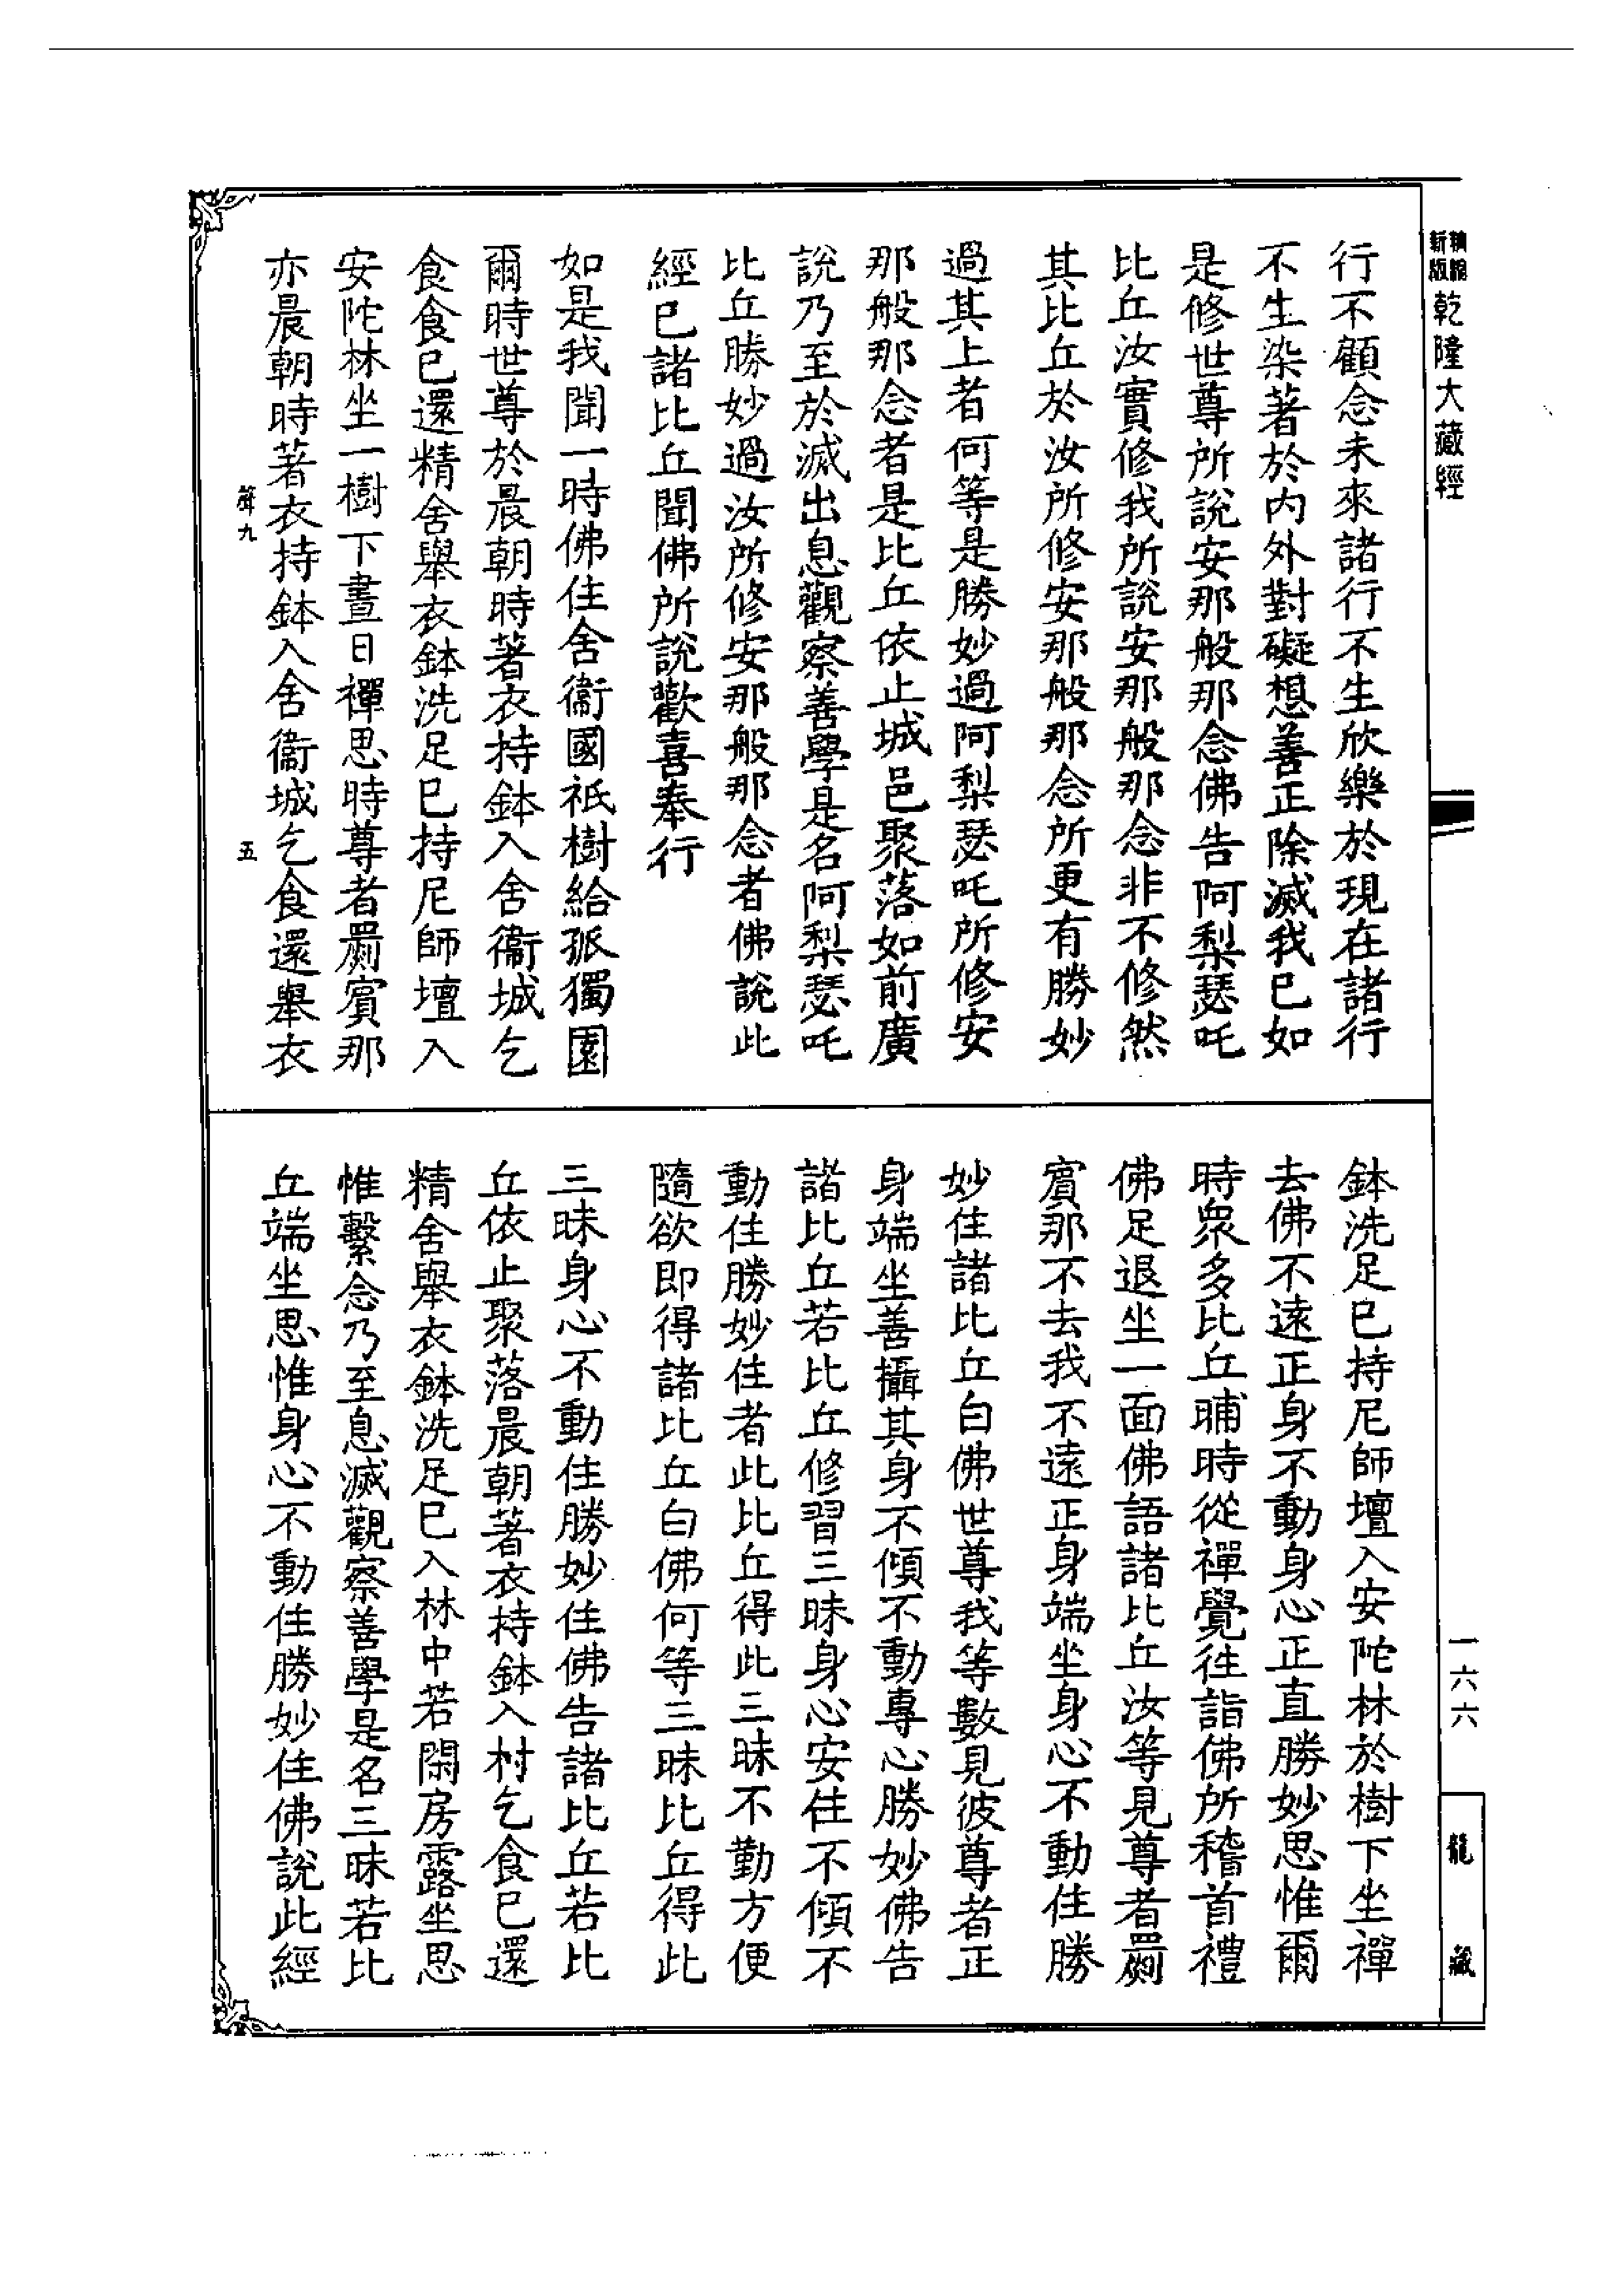 精縮
新版
乾隆大藏經
行不顧念未來諸行不生欣樂於現在諸行
不生染著於內外對礙想善正除滅我已如
是修世尊所說安那般那念佛告阿梨瑟吒
比丘汝實修我所說安那般那念非不修然
其比丘於汝所修安那般那念所更有勝妙
過其上者何等是勝妙過阿梨瑟吒所修安
那般那念者是比丘依止城邑聚落如前廣
說乃至於滅出息觀察善學是名阿梨瑟吒
比丘勝妙過汝所修安那般那念者佛說此
經已諸比丘聞佛所說歡喜奉行
如是我聞一時佛住舍衞國祇樹給孤獨園
爾時世尊於晨朝時著衣持鉢入舍衞城乞
食食已還精舍舉衣鉢洗足已持尼師壇入
安陀林坐一樹下晝日禪思時尊者罽賓那
亦晨朝時著衣持鉢入舍衞城乞食還舉衣
聲九
五
鉢洗足已持尼師壇入安陀林於樹下坐禪
去佛不遠正身不動身心正直勝妙思惟爾
時衆多比丘晡時從禪覺往詣佛所稽首禮
佛足退坐一面佛語諸比丘汝等見尊者罽
賓那不去我不遠正身端坐身心不動住勝
妙住諸比丘白佛世尊我等數見彼尊者正
身端坐善攝其身不傾不動專心勝妙佛告
諸比丘若比丘修習三昧身心安住不傾不
動住勝妙住者此比丘得此三昧不勤方便
隨欲即得諸比丘白佛何等三昧比丘得此
三昧身心不動住勝妙住佛告諸比丘若比
丘依止聚落晨朝著衣持鉢入村乞食已還
精舍舉衣鉢洗足已入林中若閑房露坐思
惟繫念乃至息滅觀察善學是名三昧若比
丘端坐思惟身心不動住勝妙住佛說此經
一六六
龍藏